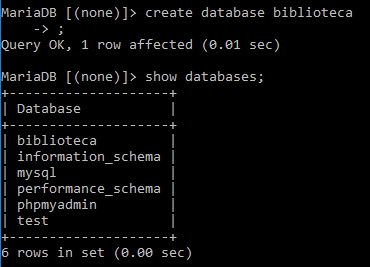 MariaDB [(none)]> create database biblioteca
    -> ;
Query OK, 1 row affected (0.01 sec)

MariaDB [(none)]> show databases;
+--------------------+
| Database           |
+--------------------+
| biblioteca         |
| information_schema |
| mysql              |
| performance_schema |
| phpmyadmin         |
| test               |
+--------------------+
6 rows in set (0.00 sec)